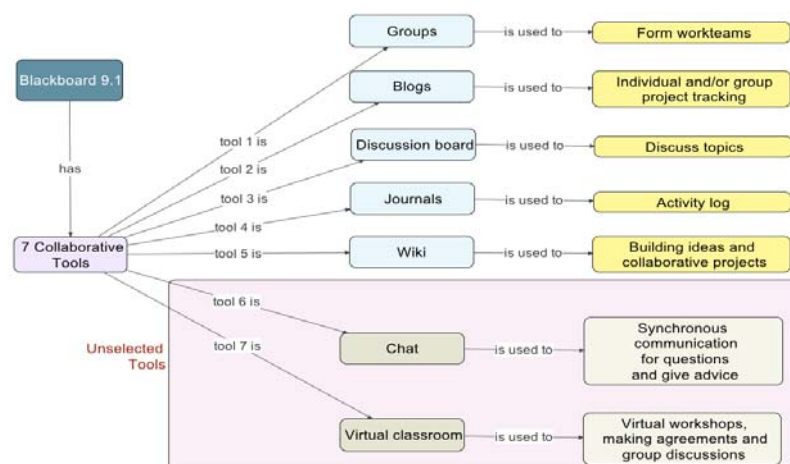 Blackboard 9.1
has
7 Collaborative
Tools
tool 1 is
Groups
is used to
Form workteams
tool 2 is
Blogs
is used to
Individual and/or group
project tracking
tool 3 is
Discussion board
is used to
Discuss topics
tool 4 is
Journals
is used to
Activity log
tool 5 is
Wiki
is used to
Building ideas and
collaborative projects
Unselected
Tools
tool 6 is
Chat
is used to
Synchronous
communication
for questions
and give advice
tool 7 is
Virtual classroom
is used to
Virtual workshops,
making agreements and
group discussions